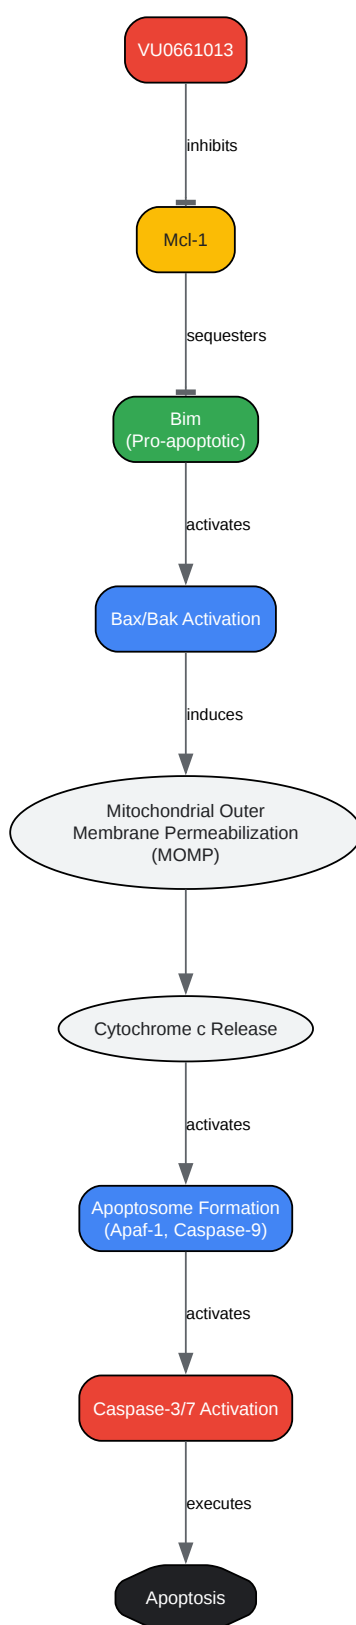 VU0661013
inhibits
Mcl-1
sequesters
Bim
(Pro-apoptotic)
activates
Bax/Bak Activation
induces
Mitochondrial Outer
Membrane Permeabilization
(MOMP)
Cytochrome c Release
activates
Apoptosome Formation
(Apaf-1, Caspase-9)
activates
Caspase-3/7 Activation
executes
Apoptosis